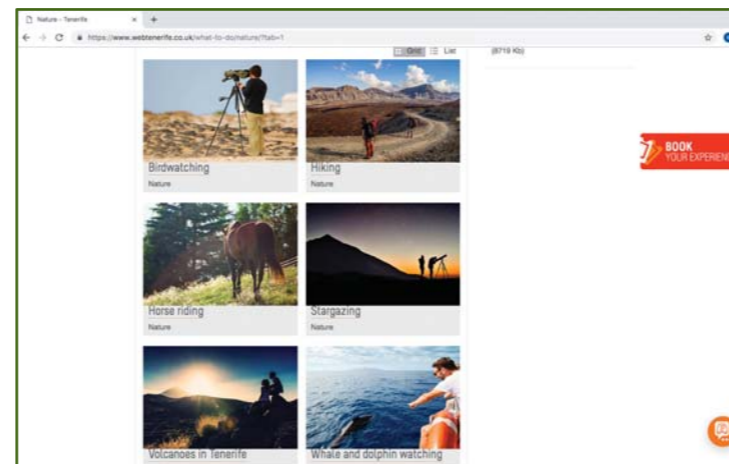 Nature - Tenerife
https://www.webtenerife.co.uk/what-to-do/nature/?tab=1
Grid List
(8719 Kb)
Birdwatching
Nature
Hiking
Nature
BOOK
YOUR EXPERIENC
Horse riding
Nature
Stargazing
Nature
Volcanoes in Tenerife
Whale and dolphin watching